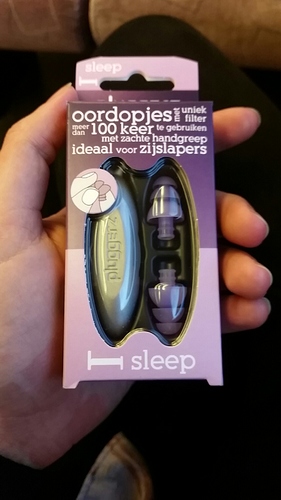 sleep
oordopjes met uniek filter
meer dan 100 keer te gebruiken
met zachte handgreep
ideaal voor zijslapers
pluggerz
sleep